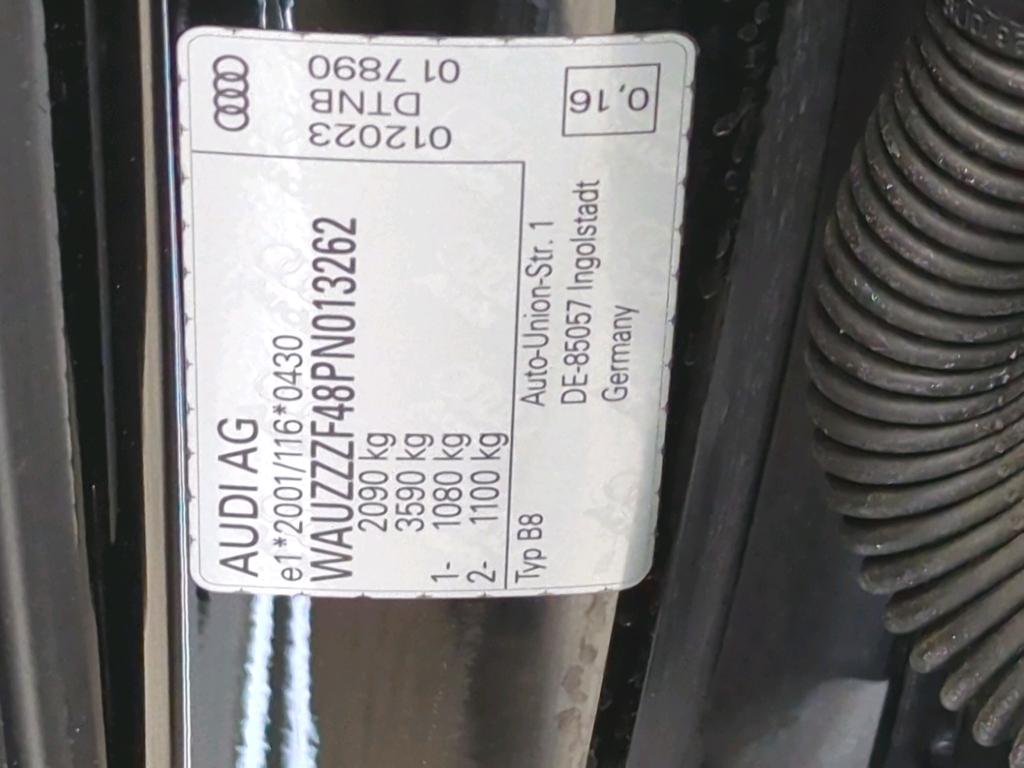 AUDI AG
e1*2001/116*0430
WAUZZZF48PN013262
2090 kg
3590 kg
1- 1080 kg
2- 1100 kg
Typ B8
Auto-Union-Str. 1
DE-85057 Ingolstadt
Germany
012023
DTNB
01 7890
0,16